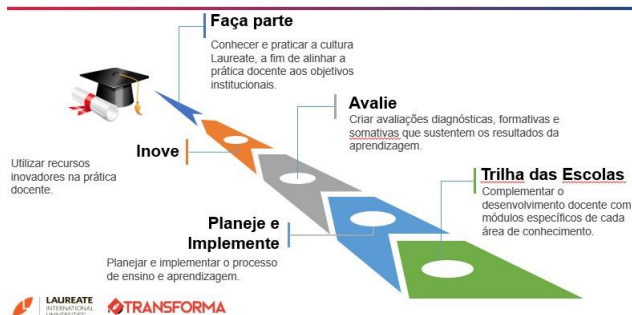 Faça parte
Conhecer e praticar a cultura
Laureate, a fim de alinhar a
prática docente aos objetivos
institucionais.
Avalie
Criar avaliações diagnósticas, formativas e
somativas que sustentem os resultados da
aprendizagem.
Inove
Utilizar recursos
inovadores na prática
docente.
Trilha das Escolas
Complementar o
desenvolvimento docente com
módulos específicos de cada
área de conhecimento.
Planeje e
Implemente
Planejar e implementar o processo
de ensino e aprendizagem.
LAUREATE
INTERNATIONAL
UNIVERSITIES
TRANSFORMA